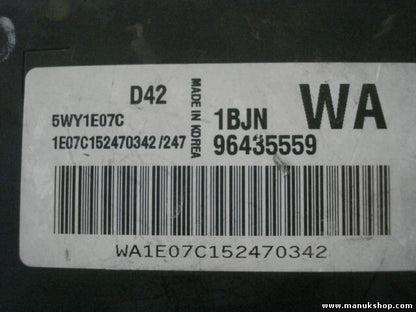 D42
5WY1E07C
1E07C152470342/247
MADE IN KOREA
1BJN
96435559
WA
WA1E07C152470342
www.manukshop.com